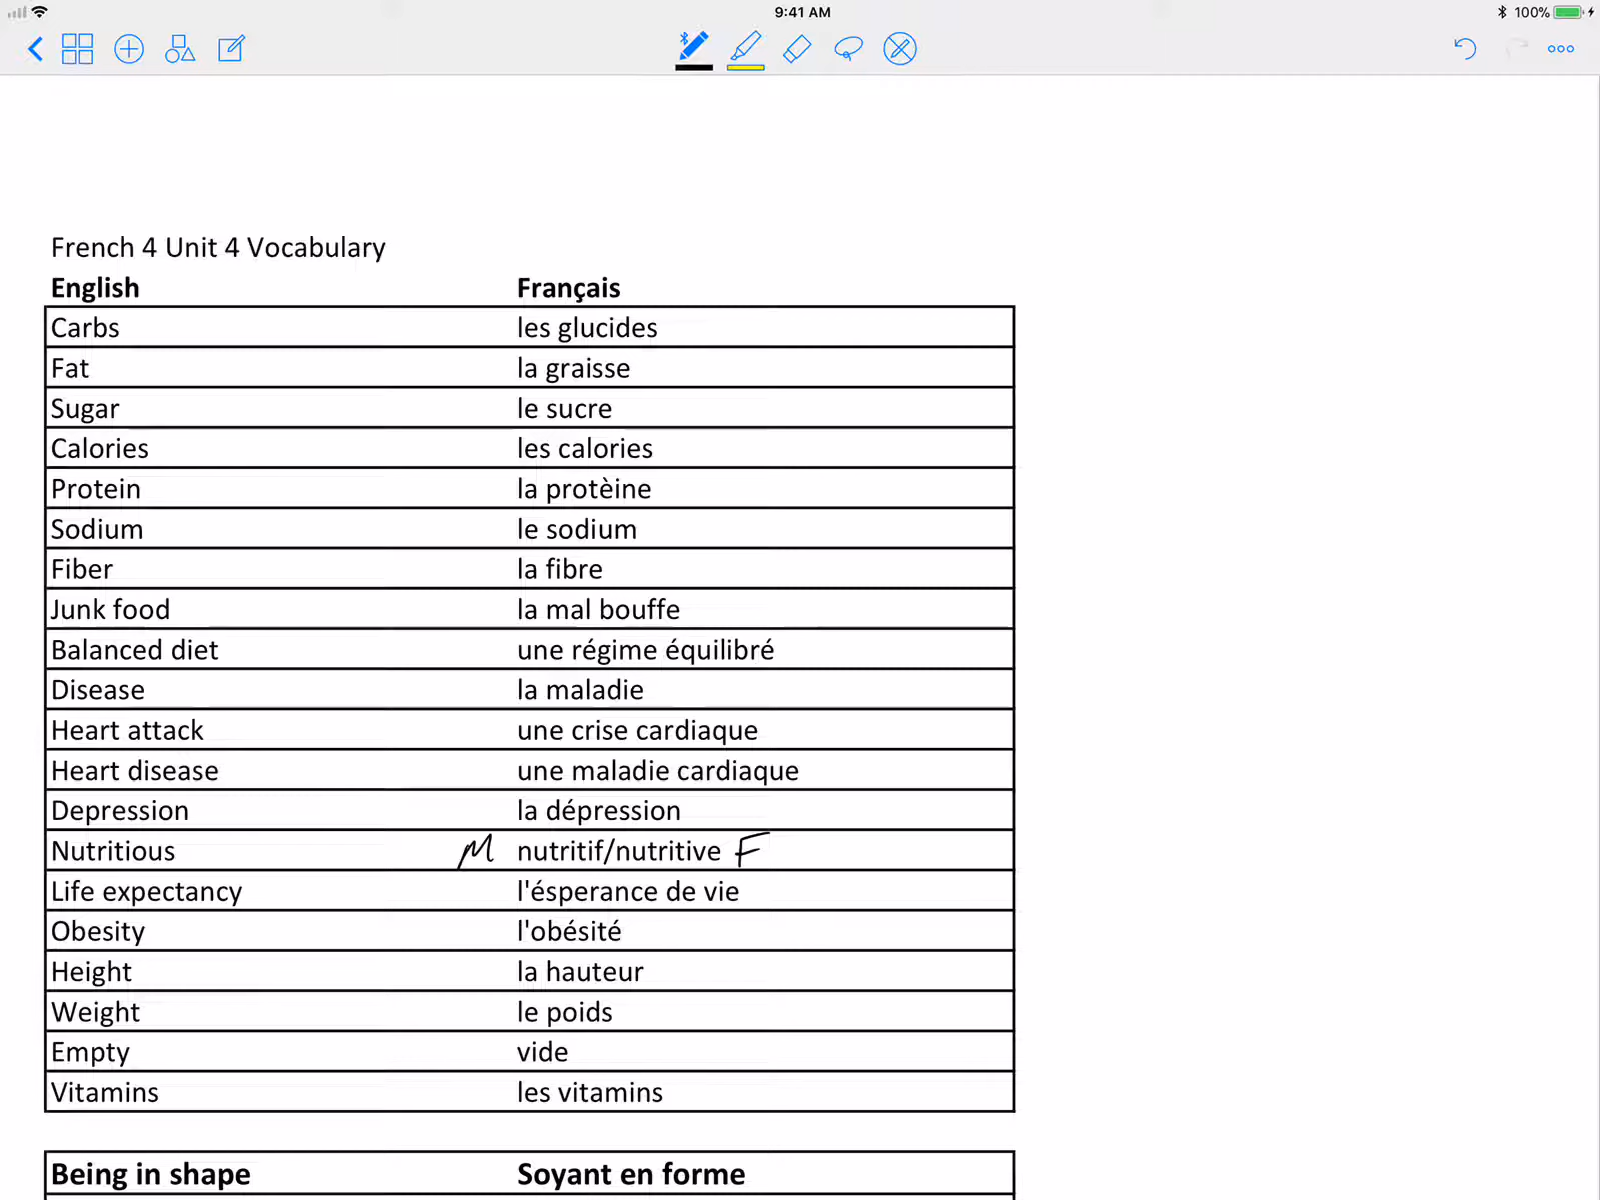 9:41 AM
100%
French 4 Unit 4 Vocabulary
English Français
Carbs les glucides
Fat la graisse
Sugar le sucre
Calories les calories
Protein la protèine
Sodium le sodium
Fiber la fibre
Junk food la mal bouffe
Balanced diet une régime équilibré
Disease la maladie
Heart attack une crise cardiaque
Heart disease une maladie cardiaque
Depression la dépression
Nutritious M nutritif/nutritive F
Life expectancy l'ésperance de vie
Obesity l'obésité
Height la hauteur
Weight le poids
Empty vide
Vitamins les vitamins
Being in shape Soyant en forme